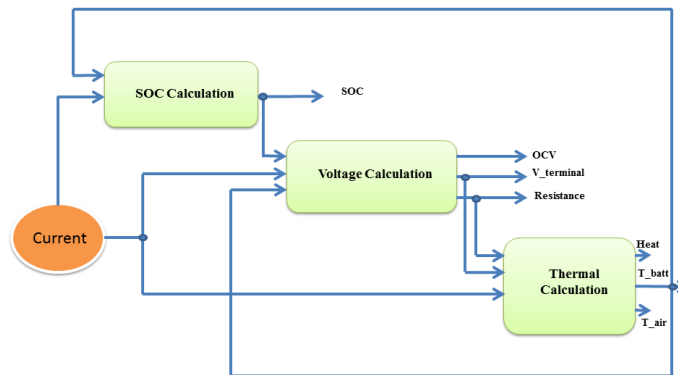 SOC Calculation
SOC
Voltage Calculation
OCV
V_terminal
Resistance
Current
Thermal
Calculation
Heat
T_batt
T_air